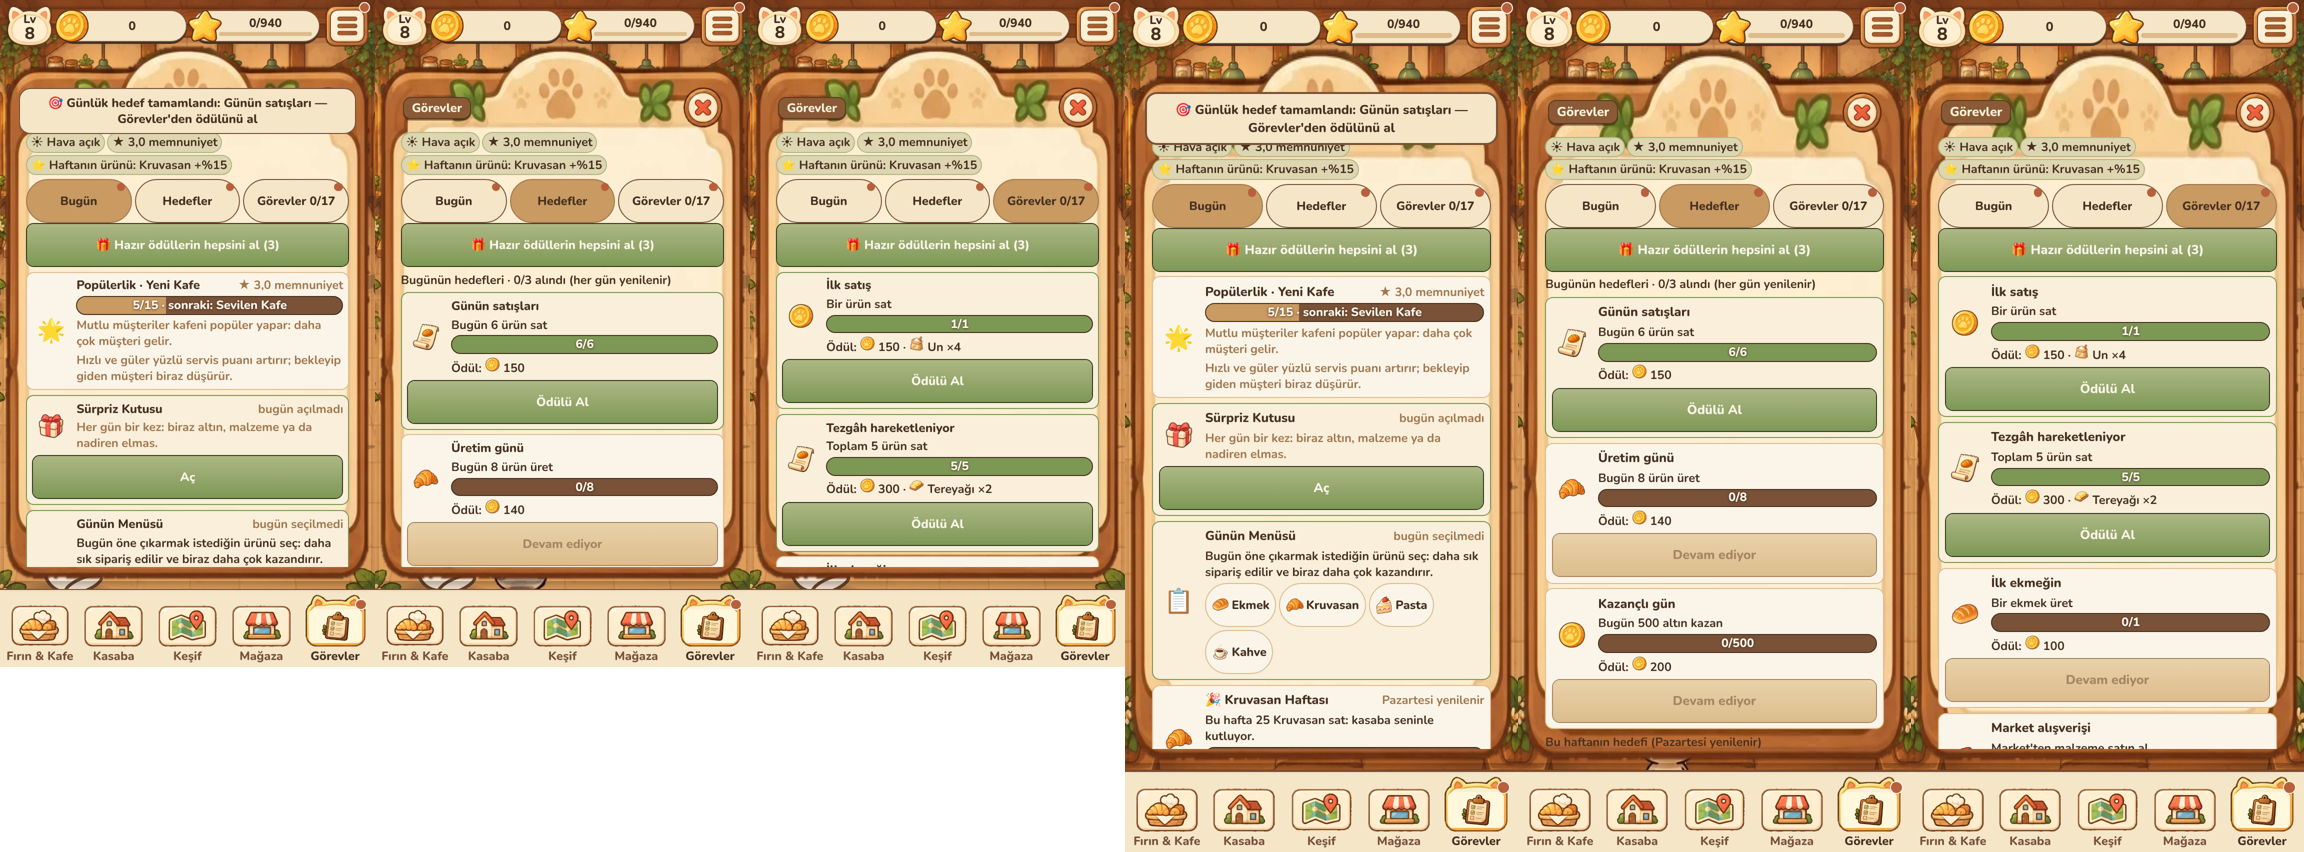 Lv
8
0
0/940
🎯 Günlük hedef tamamlandı: Günün satışları —
Görevler'den ödülünü al
☀ Hava açık
★ 3,0 memnuniyet
⭐ Haftanın ürünü: Kruvasan +%15
Bugün
Hedefler
Görevler 0/17
🎁 Hazır ödüllerin hepsini al (3)
Popülerlik · Yeni Kafe
★ 3,0 memnuniyet
5/15 · sonraki: Sevilen Kafe
Mutlu müşteriler kafeni popüler yapar: daha
çok müşteri gelir.
Hızlı ve güler yüzlü servis puanı artırır; bekleyip
giden müşteri biraz düşürür.
Sürpriz Kutusu
bugün açılmadı
Her gün bir kez: biraz altın, malzeme ya da
nadiren elmas.
Aç
Günün Menüsü
bugün seçilmedi
Bugün öne çıkarmak istediğin ürünü seç: daha
sık sipariş edilir ve biraz daha çok kazandırır.
Fırın & Kafe
Kasaba
Keşif
Mağaza
Görevler
Lv
8
0
0/940
Görevler
☀ Hava açık
★ 3,0 memnuniyet
⭐ Haftanın ürünü: Kruvasan +%15
Bugün
Hedefler
Görevler 0/17
🎁 Hazır ödüllerin hepsini al (3)
Bugünün hedefleri · 0/3 alındı (her gün yenilenir)
Günün satışları
Bugün 6 ürün sat
6/6
Ödül: 150
Ödülü Al
Üretim günü
Bugün 8 ürün üret
0/8
Ödül: 140
Devam ediyor
Fırın & Kafe
Kasaba
Keşif
Mağaza
Görevler
Lv
8
0
0/940
Görevler
☀ Hava açık
★ 3,0 memnuniyet
⭐ Haftanın ürünü: Kruvasan +%15
Bugün
Hedefler
Görevler 0/17
🎁 Hazır ödüllerin hepsini al (3)
İlk satış
Bir ürün sat
1/1
Ödül: 150 · Un ×4
Ödülü Al
Tezgâh hareketleniyor
Toplam 5 ürün sat
5/5
Ödül: 300 · Tereyağı ×2
Ödülü Al
Fırın & Kafe
Kasaba
Keşif
Mağaza
Görevler
Lv
8
0
0/940
🎯 Günlük hedef tamamlandı: Günün satışları —
Görevler'den ödülünü al
☀ Hava açık
★ 3,0 memnuniyet
⭐ Haftanın ürünü: Kruvasan +%15
Bugün
Hedefler
Görevler 0/17
🎁 Hazır ödüllerin hepsini al (3)
Popülerlik · Yeni Kafe
★ 3,0 memnuniyet
5/15 · sonraki: Sevilen Kafe
Mutlu müşteriler kafeni popüler yapar: daha çok
müşteri gelir.
Hızlı ve güler yüzlü servis puanı artırır; bekleyip
giden müşteri biraz düşürür.
Sürpriz Kutusu
bugün açılmadı
Her gün bir kez: biraz altın, malzeme ya da
nadiren elmas.
Aç
Günün Menüsü
bugün seçilmedi
Bugün öne çıkarmak istediğin ürünü seç: daha sık
sipariş edilir ve biraz daha çok kazandırır.
Ekmek
Kruvasan
Pasta
Kahve
🎉 Kruvasan Haftası
Pazartesi yenilenir
Bu hafta 25 Kruvasan sat: kasaba seninle
kutluyor.
Fırın & Kafe
Kasaba
Keşif
Mağaza
Görevler
Lv
8
0
0/940
Görevler
☀ Hava açık
★ 3,0 memnuniyet
⭐ Haftanın ürünü: Kruvasan +%15
Bugün
Hedefler
Görevler 0/17
🎁 Hazır ödüllerin hepsini al (3)
Bugünün hedefleri · 0/3 alındı (her gün yenilenir)
Günün satışları
Bugün 6 ürün sat
6/6
Ödül: 150
Ödülü Al
Üretim günü
Bugün 8 ürün üret
0/8
Ödül: 140
Devam ediyor
Kazançlı gün
Bugün 500 altın kazan
0/500
Ödül: 200
Devam ediyor
Bu haftanın hedefi (Pazartesi yenilenir)
Fırın & Kafe
Kasaba
Keşif
Mağaza
Görevler
Lv
8
0
0/940
Görevler
☀ Hava açık
★ 3,0 memnuniyet
⭐ Haftanın ürünü: Kruvasan +%15
Bugün
Hedefler
Görevler 0/17
🎁 Hazır ödüllerin hepsini al (3)
İlk satış
Bir ürün sat
1/1
Ödül: 150 · Un ×4
Ödülü Al
Tezgâh hareketleniyor
Toplam 5 ürün sat
5/5
Ödül: 300 · Tereyağı ×2
Ödülü Al
İlk ekmeğin
Bir ekmek üret
0/1
Ödül: 100
Devam ediyor
Market alışverişi
Market'ten malzeme satın al
Fırın & Kafe
Kasaba
Keşif
Mağaza
Görevler